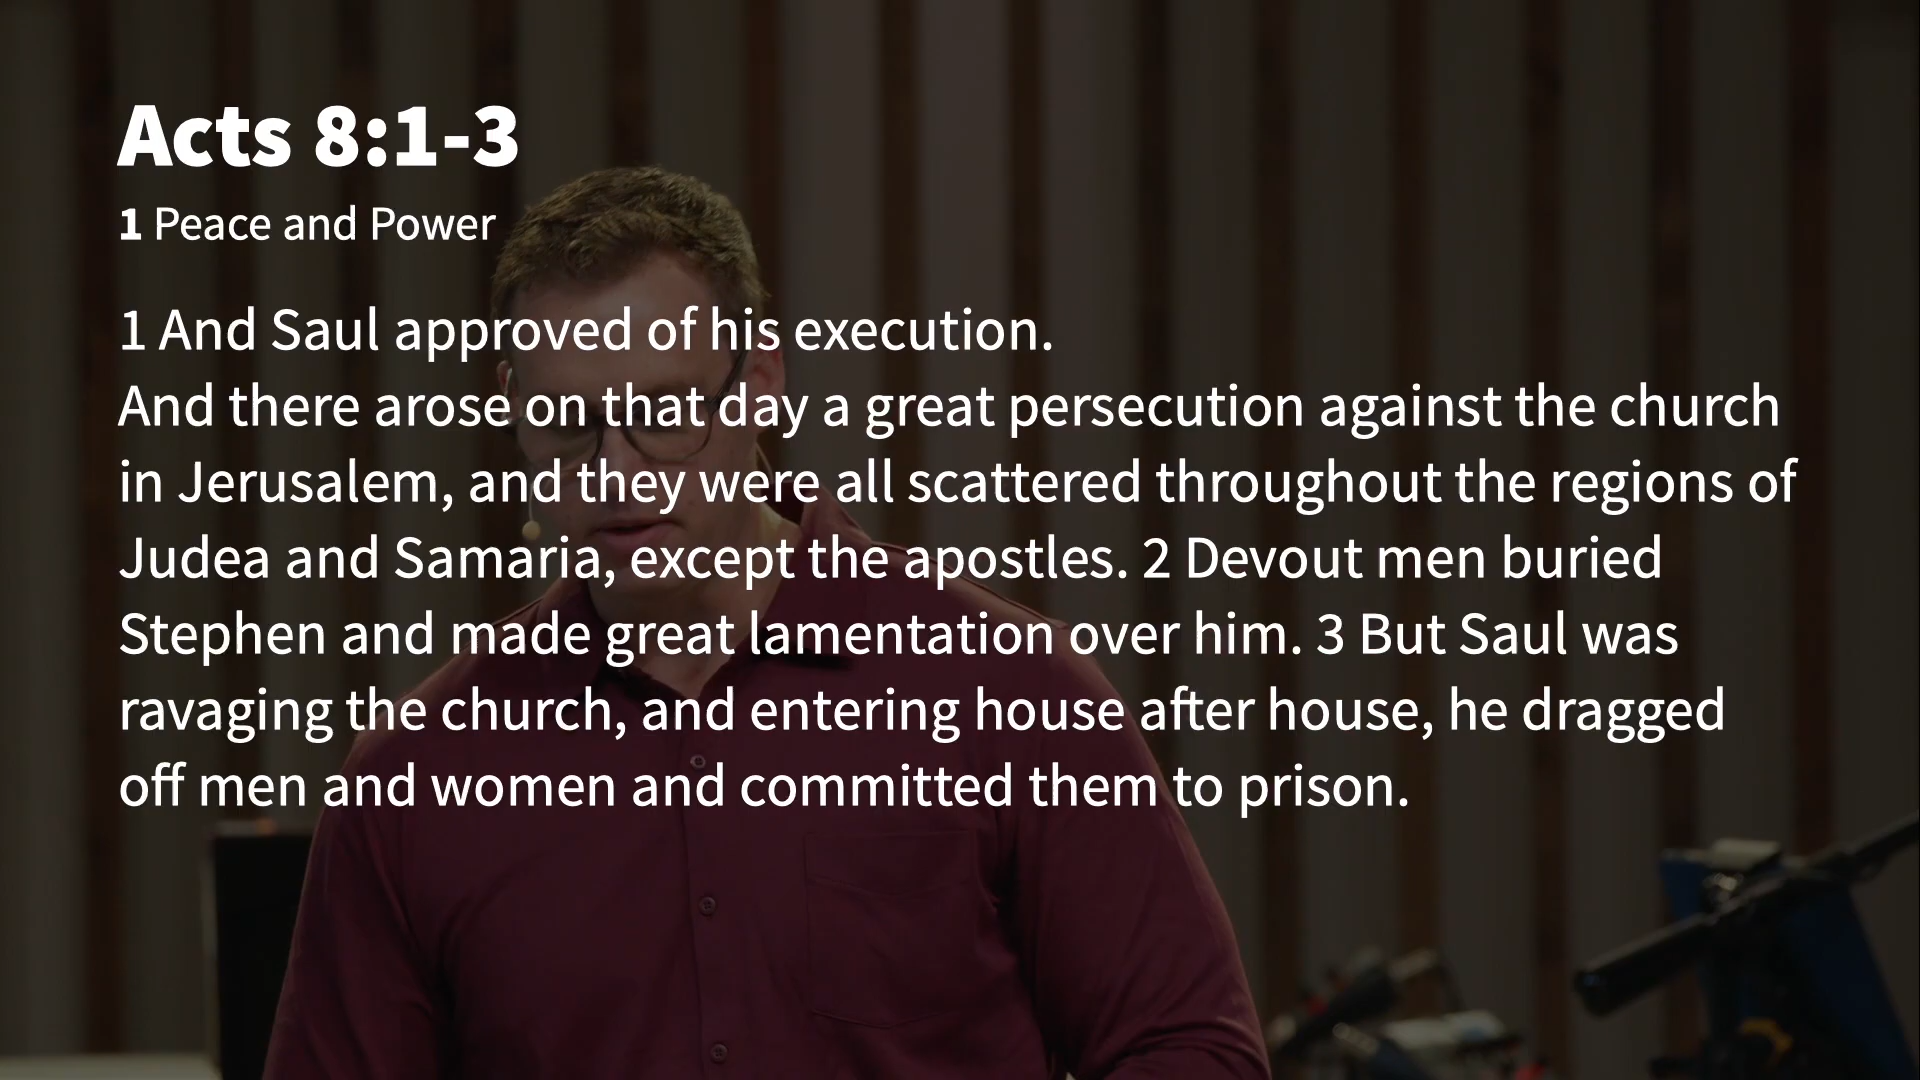 Acts 8:1-3
1 Peace and Power
1 And Saul approved of his execution.
And there arose on that day a great persecution against the church
in Jerusalem, and they were all scattered throughout the regions of
Judea and Samaria, except the apostles. 2 Devout men buried
Stephen and made great lamentation over him. 3 But Saul was
ravaging the church, and entering house after house, he dragged
off men and women and committed them to prison.